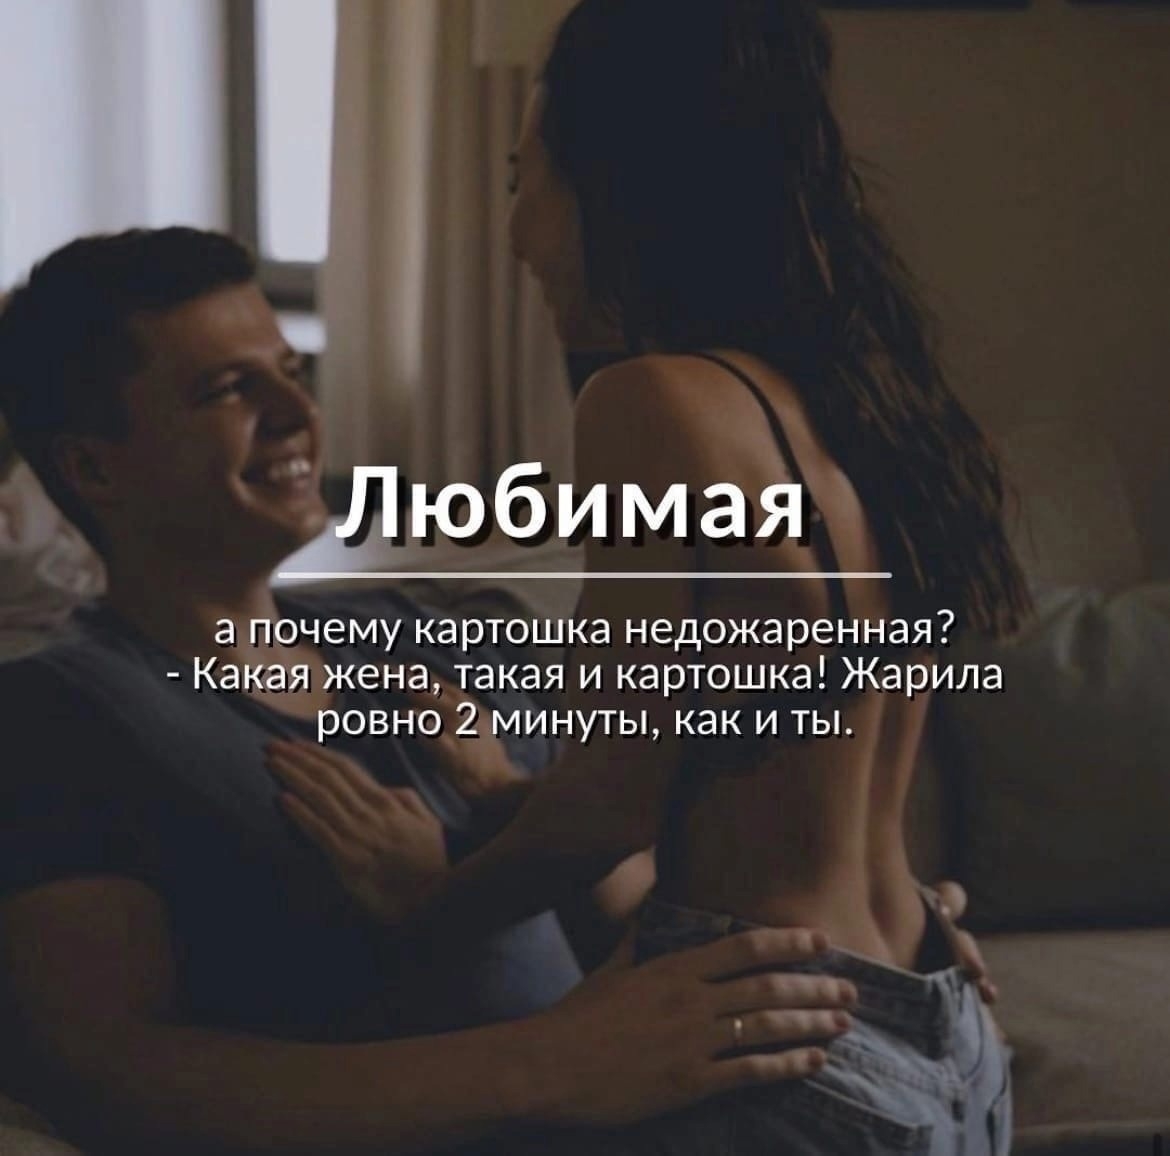 Любимая
а почему картошка недожаренная?
- Какая жена, такая и картошка! Жарила
ровно 2 минуты, как и ты.